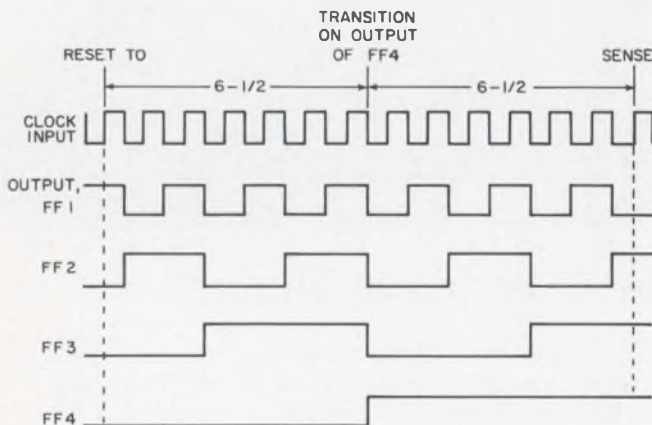 TRANSITION
ON OUTPUT
RESET TO
OF FF4
SENSE
6-1/2
6-1/2
CLOCK
INPUT
OUTPUT,
FF1
FF2
FF3
FF4